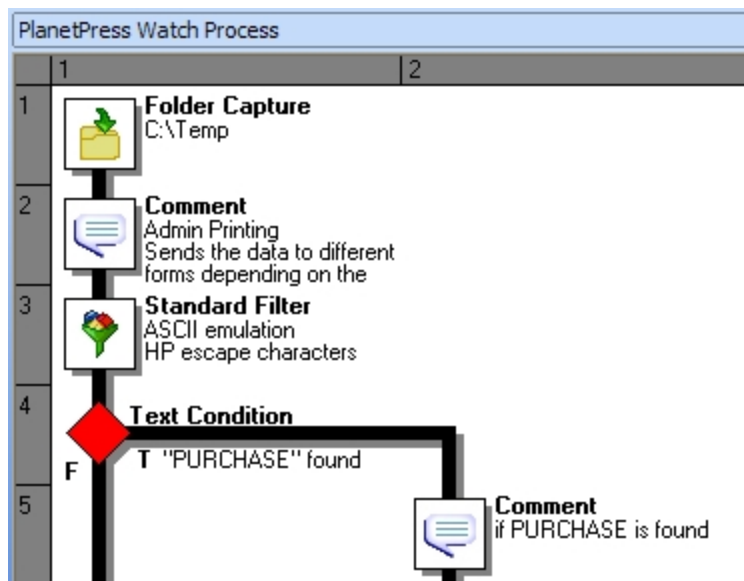 PlanetPress Watch Process
1
2
1
Folder Capture
C:\Temp
2
Comment
Admin Printing
Sends the data to different
forms depending on the
3
Standard Filter
ASCII emulation
HP escape characters
4
Text Condition
F
T "PURCHASE" found
5
Comment
if PURCHASE is found